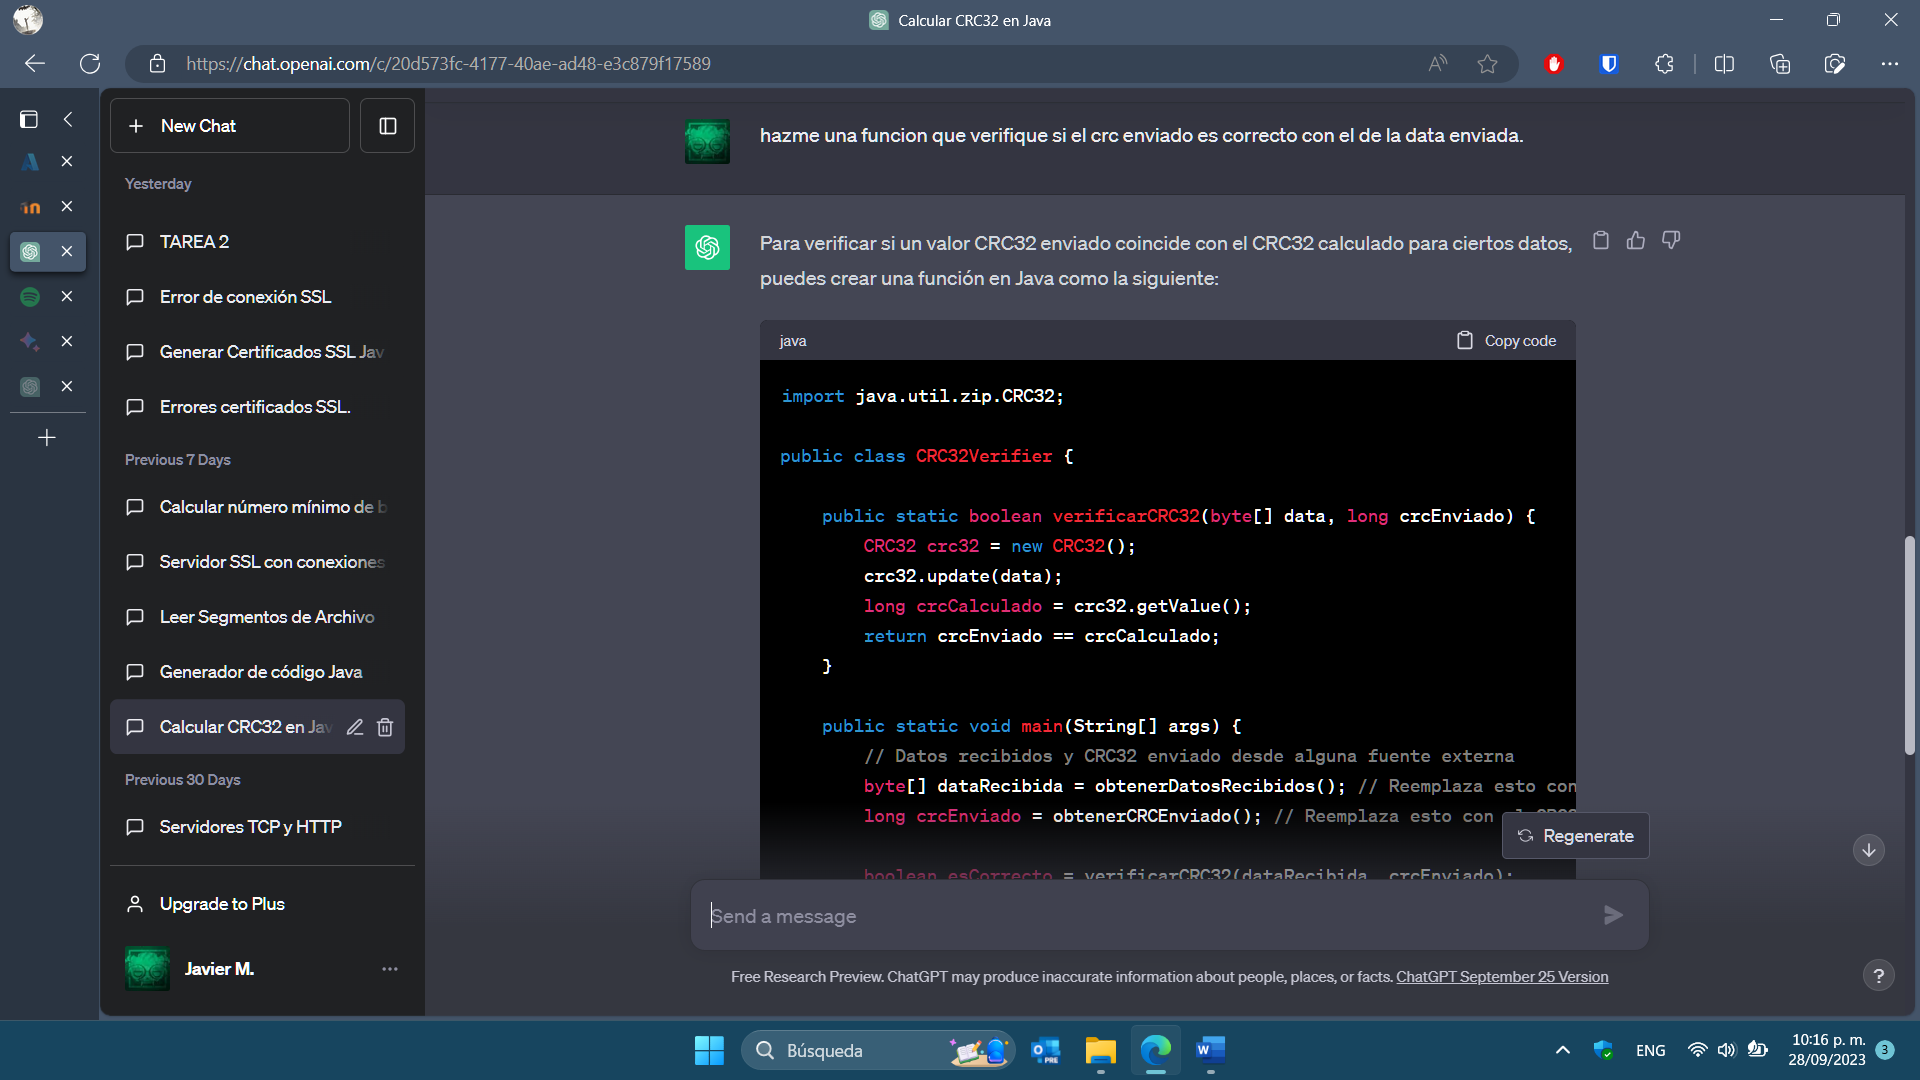 Calcular CRC32 en Java
https://chat.openai.com/c/20d573fc-4177-40ae-ad48-e3c879f17589
New Chat
Yesterday
TAREA 2
Error de conexión SSL
Generar Certificados SSL Jav
Errores certificados SSL.
Previous 7 Days
Calcular número mínimo de b
Servidor SSL con conexiones
Leer Segmentos de Archivo
Generador de código Java
Calcular CRC32 en Jav
Previous 30 Days
Servidores TCP y HTTP
Upgrade to Plus
Javier M.
hazme una funcion que verifique si el crc enviado es correcto con el de la data enviada.
Para verificar si un valor CRC32 enviado coincide con el CRC32 calculado para ciertos datos,
puedes crear una función en Java como la siguiente:
java
Copy code
import java.util.zip.CRC32;
public class CRC32Verifier {
public static boolean verificarCRC32(byte[] data, long crcEnviado) {
CRC32 crc32 = new CRC32();
crc32.update(data);
long crcCalculado = crc32.getValue();
return crcEnviado == crcCalculado;
}
public static void main(String[] args) {
// Datos recibidos y CRC32 enviado desde alguna fuente externa
byte[] dataRecibida = obtenerDatosRecibidos(); // Reemplaza esto con
long crcEnviado = obtenerCRCEnviado(); // Reemplaza esto con
boolean esCorrecto = verificarCRC32(dataRecibida, crcEnviado);
Regenerate
Send a message
Free Research Preview. ChatGPT may produce inaccurate information about people, places, or facts. ChatGPT September 25 Version
?
Búsqueda
ENG
10:16 p. m.
28/09/2023
3